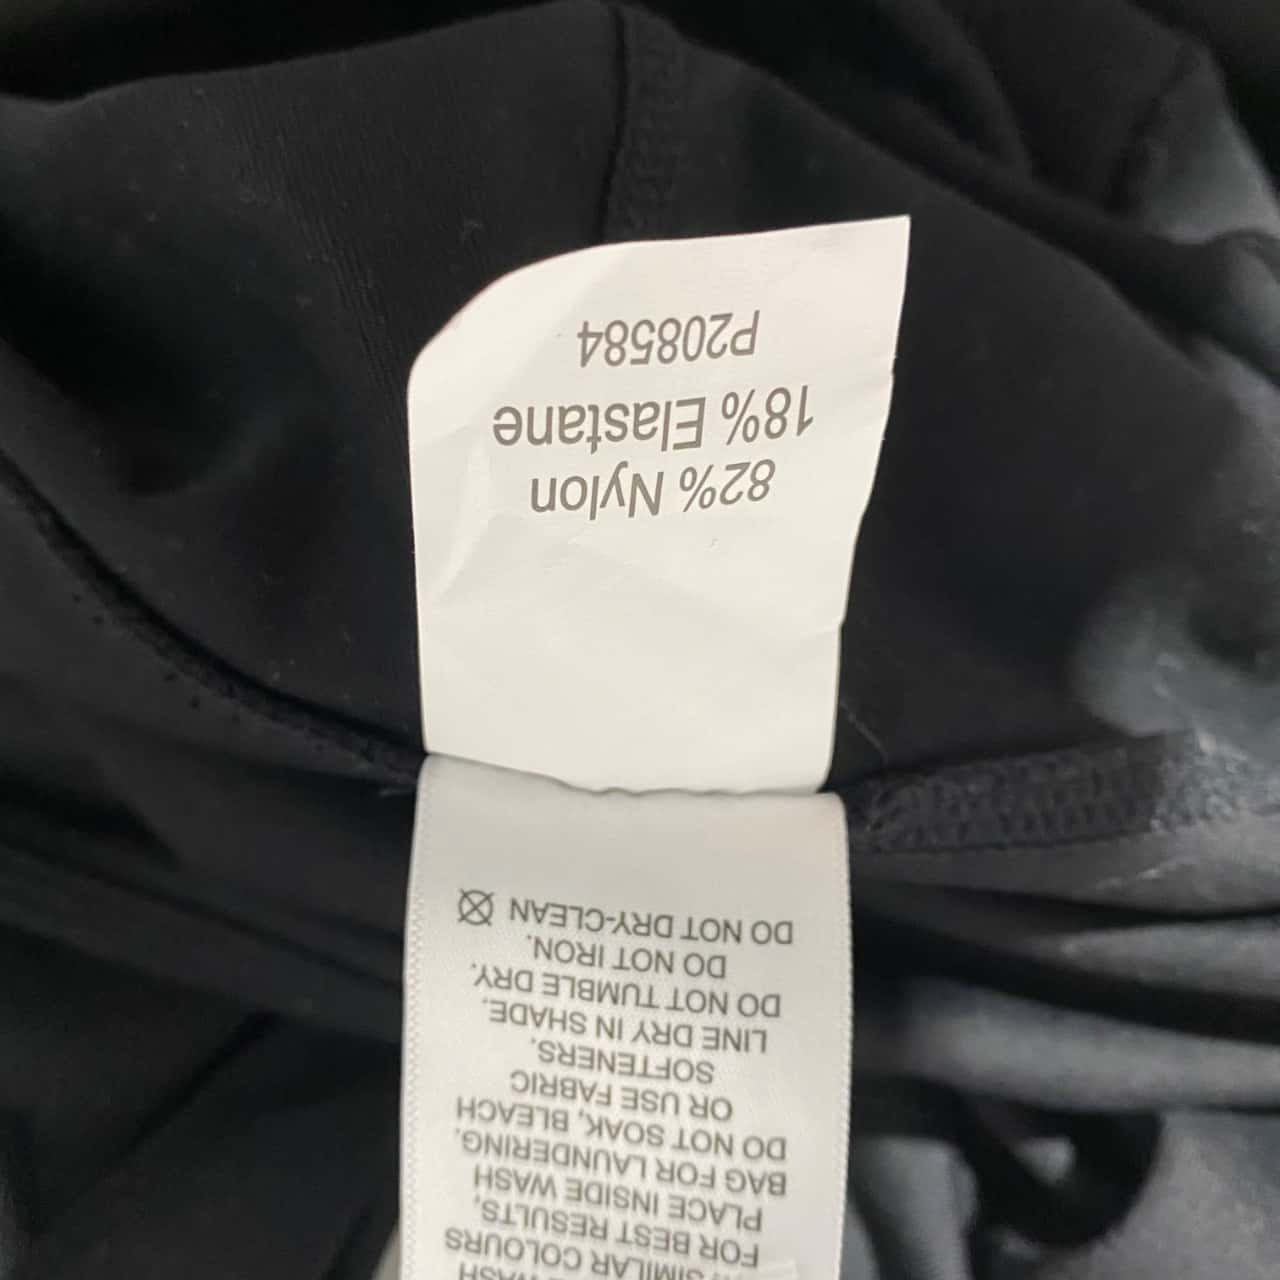 WASH
SIMILAR COLOURS
FOR BEST RESULTS,
PLACE INSIDE WASH
BAG FOR LAUNDERING.
DO NOT SOAK, BLEACH
OR USE FABRIC
SOFTENERS.
LINE DRY IN SHADE.
DO NOT TUMBLE DRY.
DO NOT IRON.
DO NOT DRY-CLEAN
82% Nylon
18% Elastane
P208584